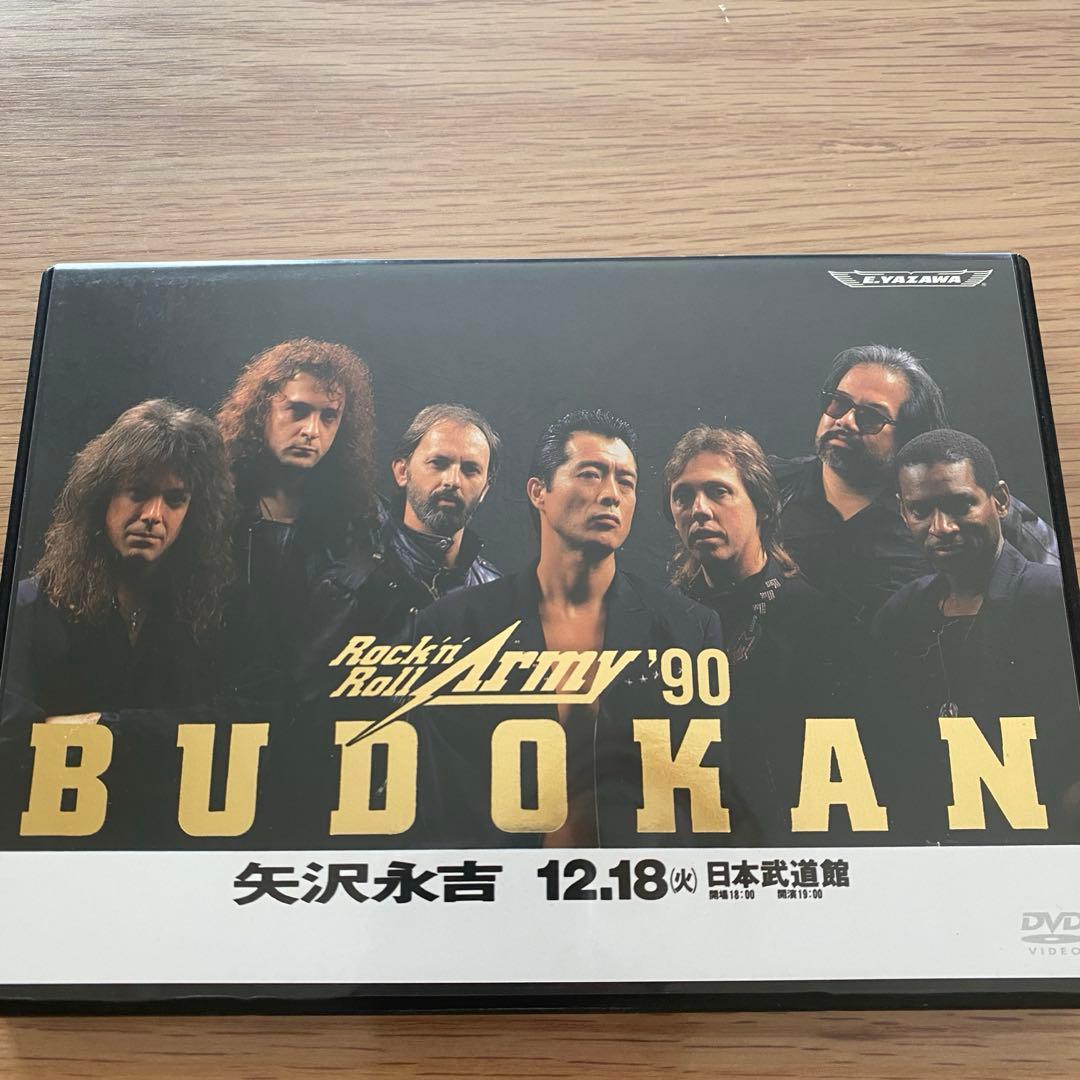 E.YAZAWA
Rock'n' Roll Army '90
BUDOKAN
矢沢永吉 12.18(火) 日本武道館
開場18:00 開演19:00
DVD
VIDEO